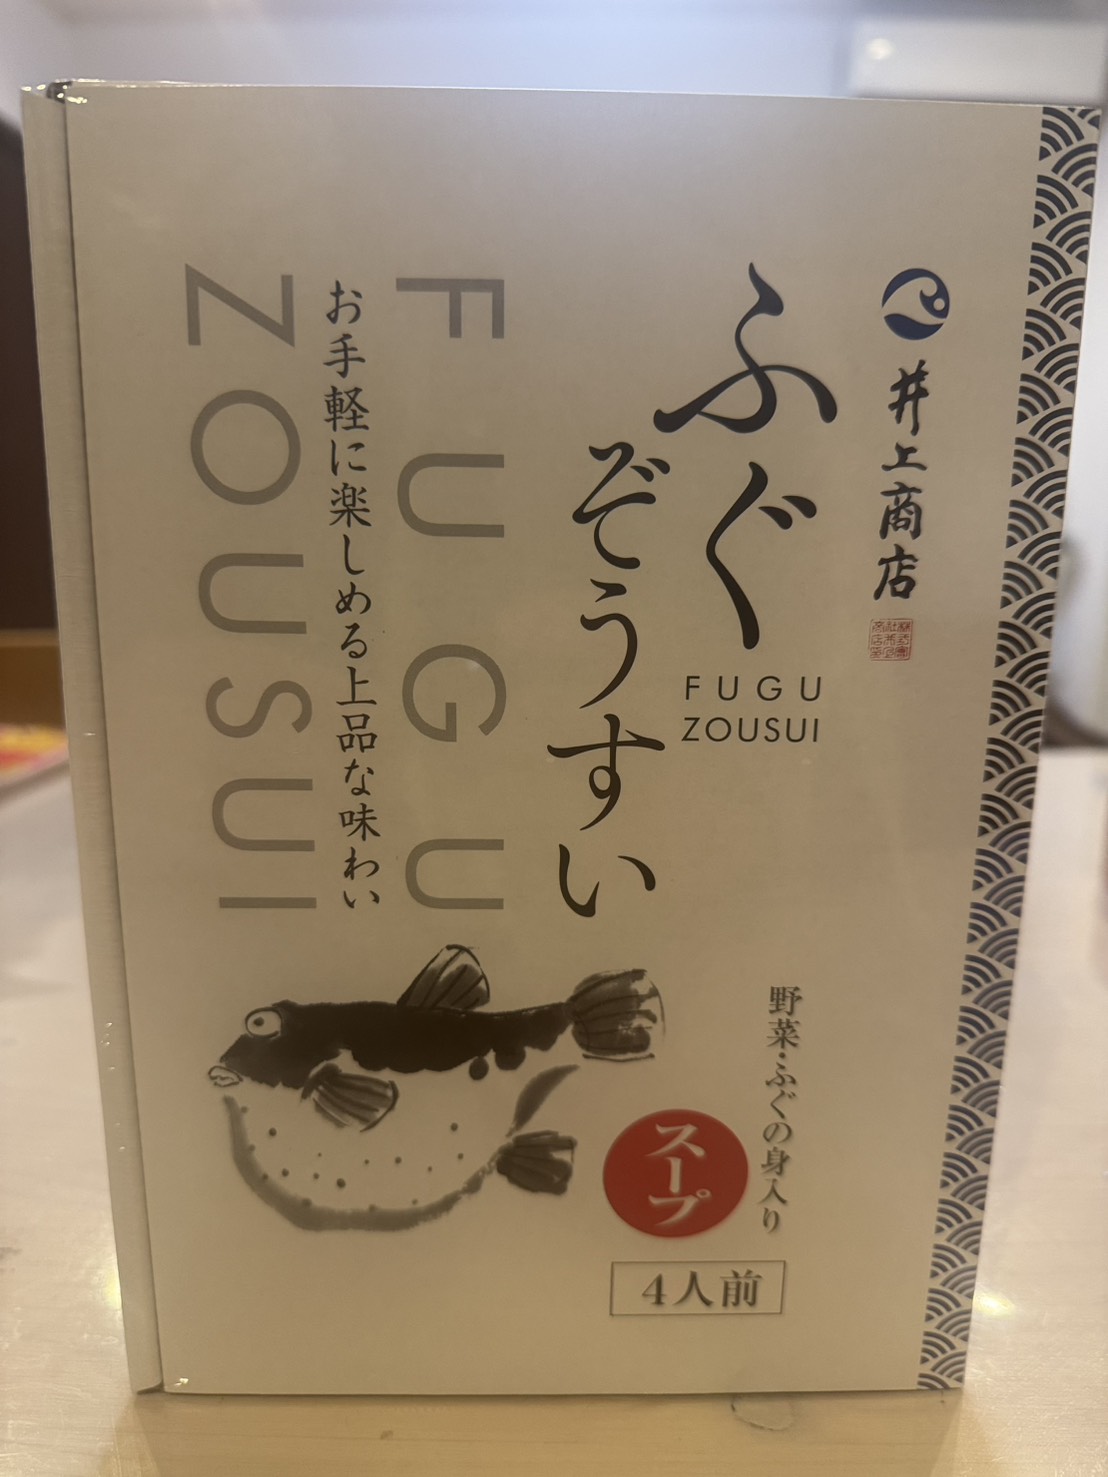 井上商店
ふぐ
ぞうすい
FUGU
ZOUSUI
FUGU
お手軽に楽しめる上品な味わい
ZOUSUI
野菜・ふぐの身入り
スープ
4人前